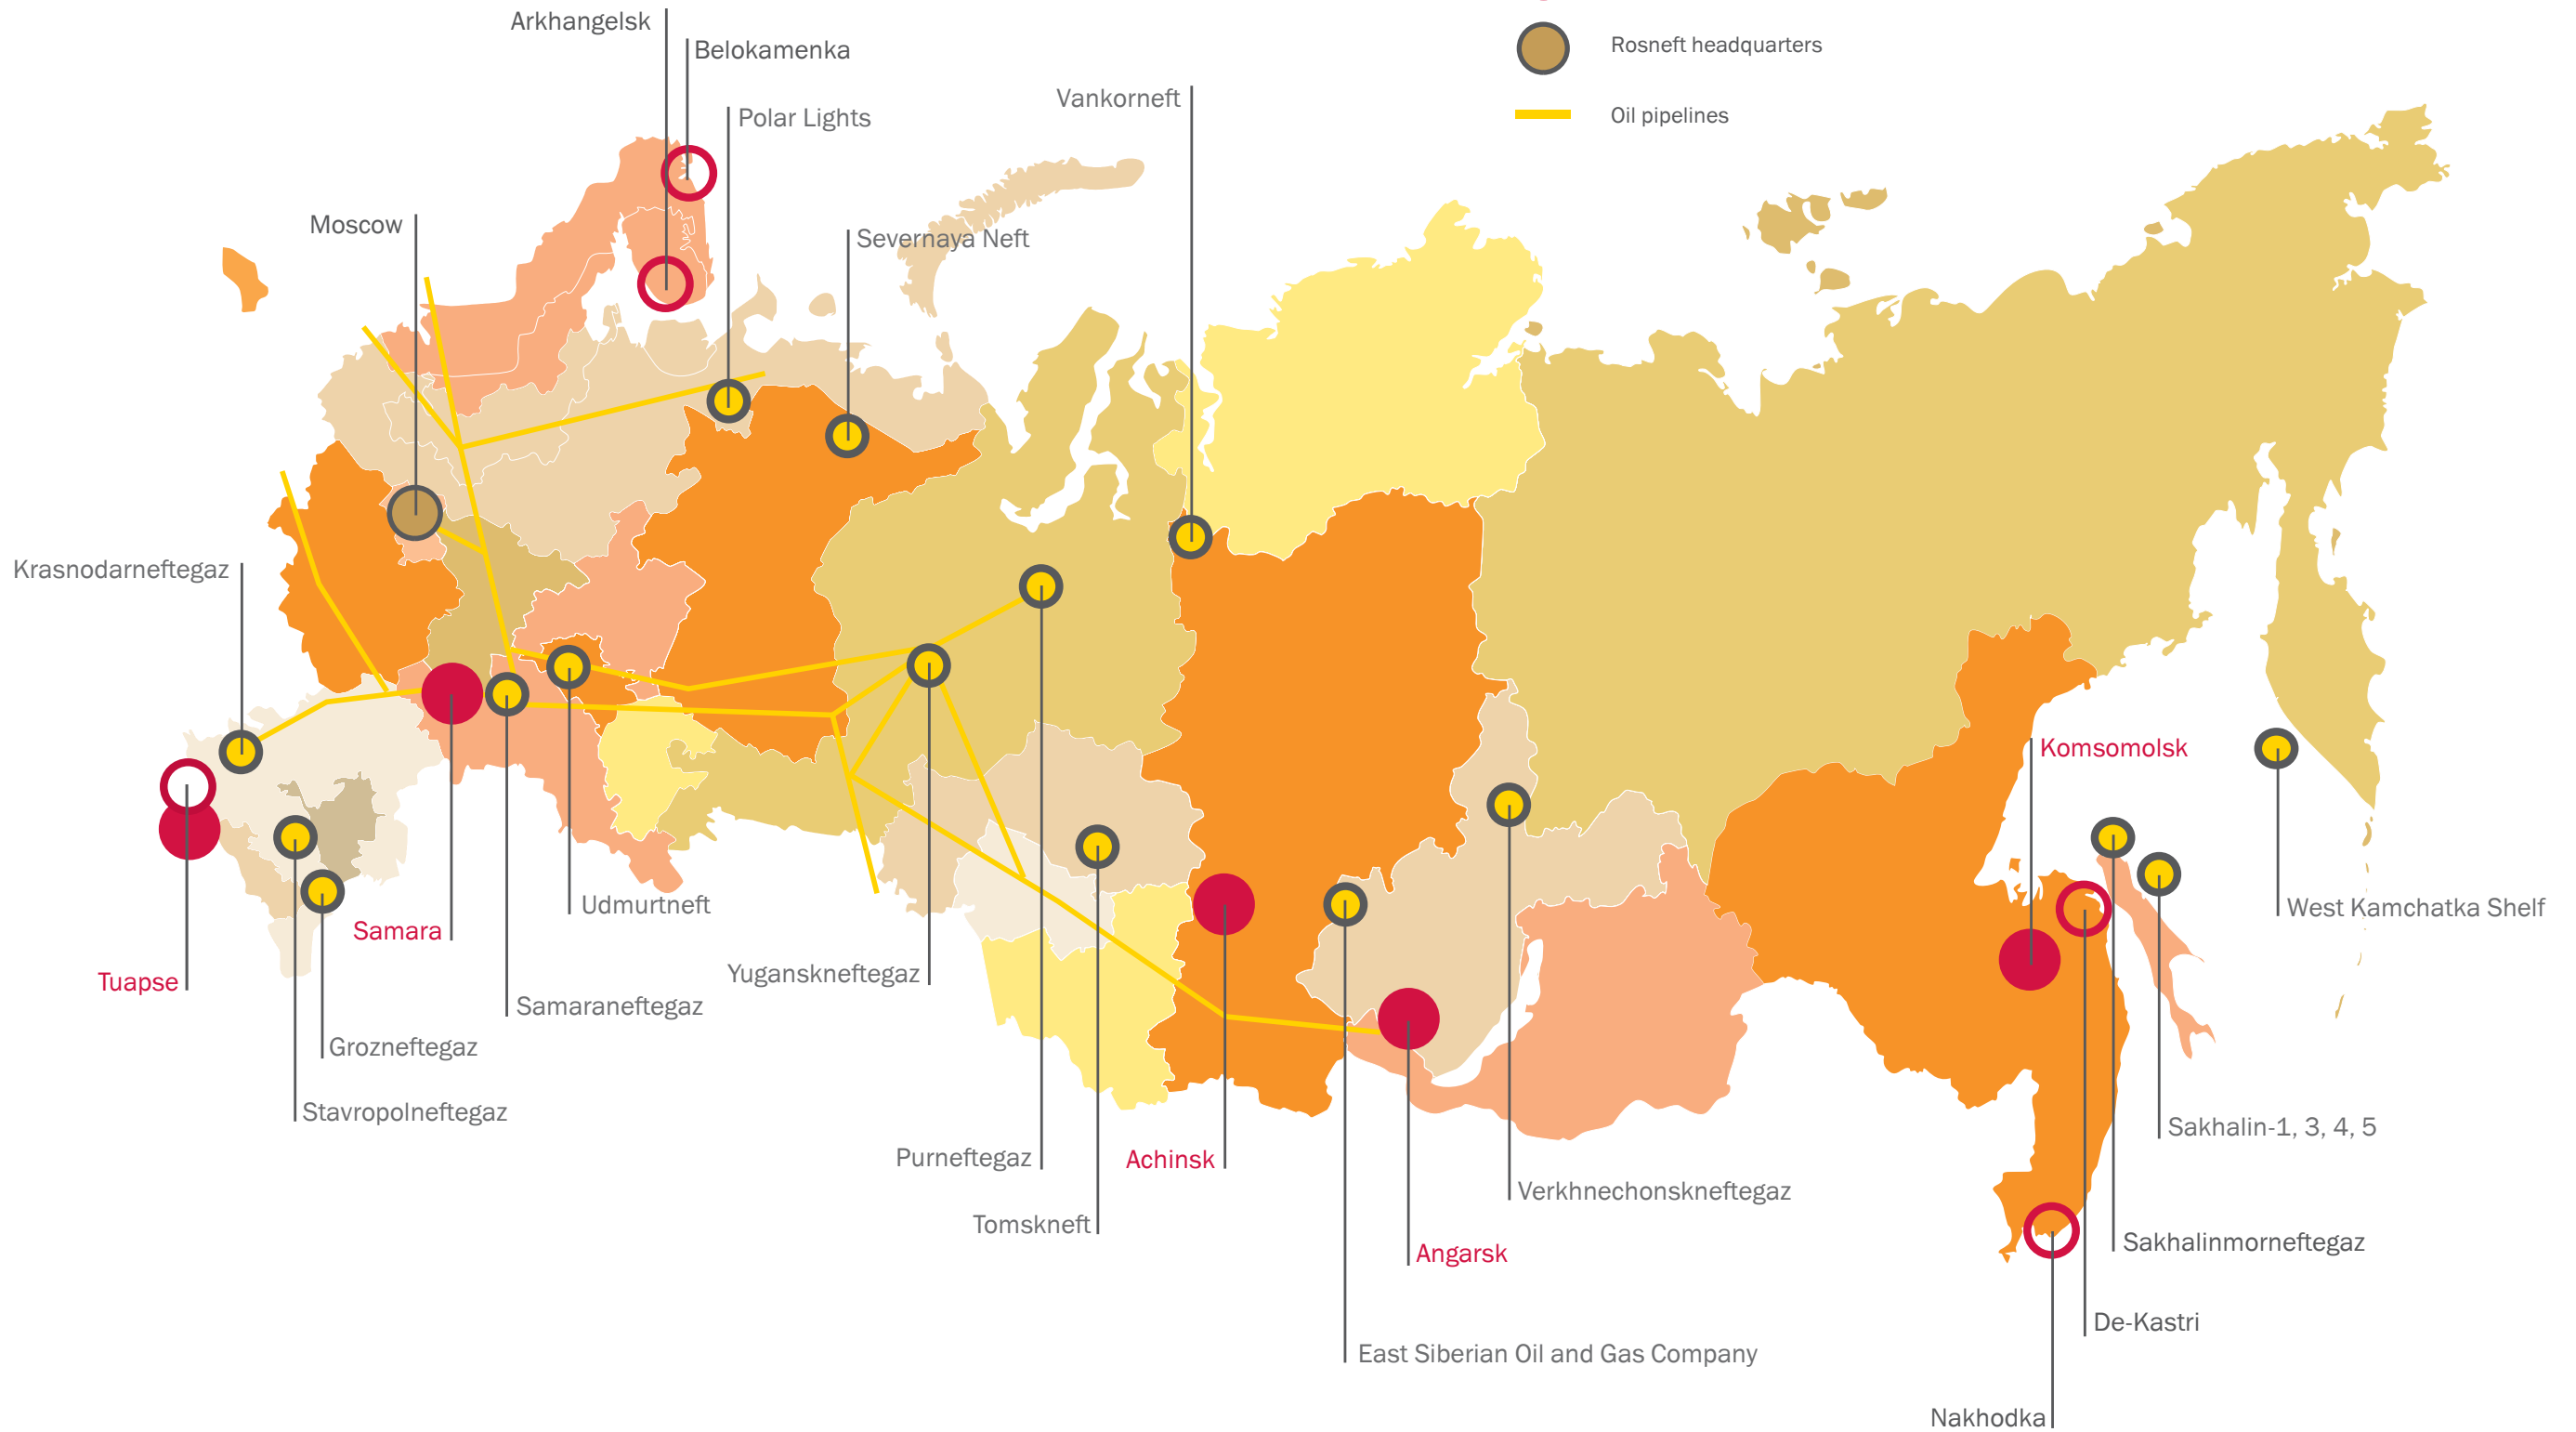 Arkhangelsk
Belokamenka
Rosneft headquarters
Vankorneft
Polar Lights
Oil pipelines
Moscow
Severnaya Neft
Krasnodarneftegaz
Komsomolsk
Udmurtneft
West Kamchatka Shelf
Samara
Yuganskneftegaz
Tuapse
Samaraneftegaz
Grozneftegaz
Stavropolneftegaz
Sakhalin-1, 3, 4, 5
Purneftegaz
Achinsk
Verkhnechonskneftegaz
Tomskneft
Angarsk
Sakhalinmorneftegaz
De-Kastri
East Siberian Oil and Gas Company
Nakhodka